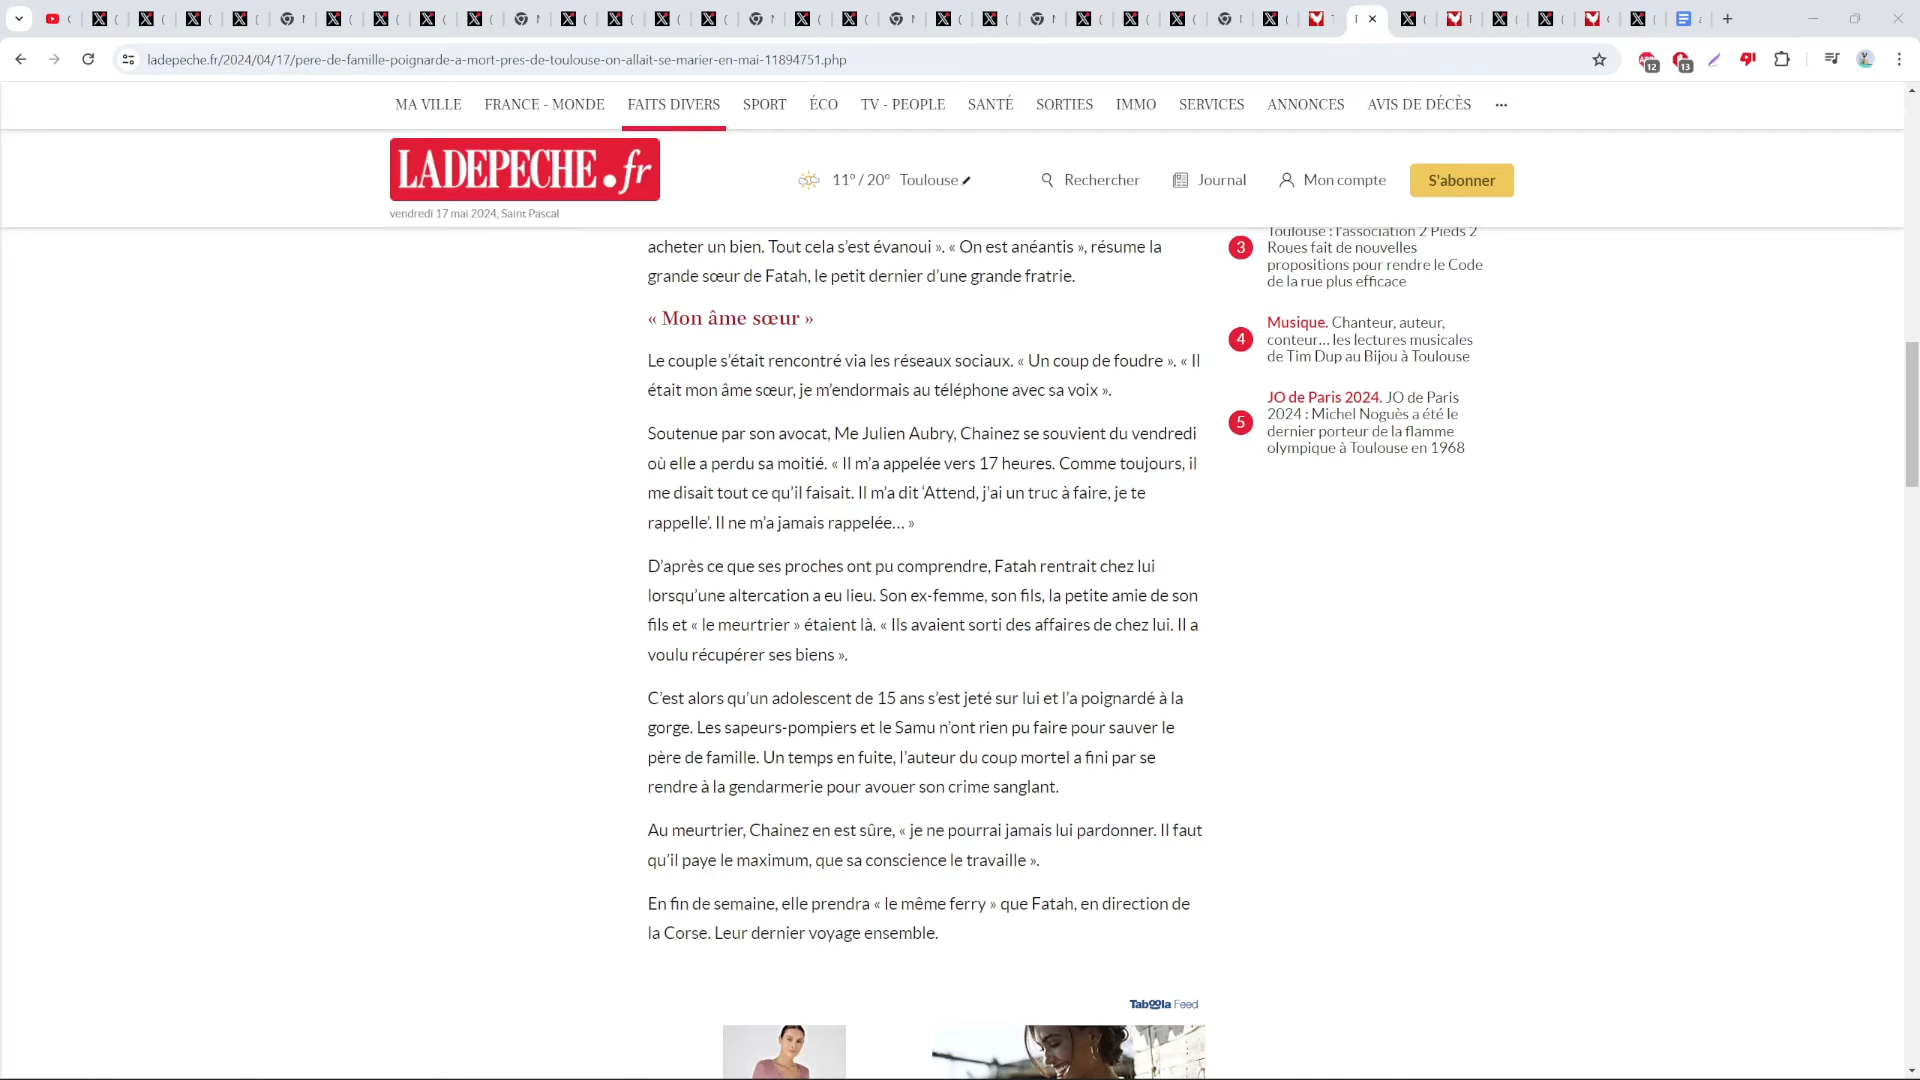 ladepeche.fr/2024/04/17/pere-de-famille-poignarde-a-mort-pres-de-toulouse-on-allait-se-marier-en-mai-11894751.php
12
13
MA VILLE FRANCE - MONDE FAITS DIVERS SPORT ÉCO TV - PEOPLE SANTÉ SORTIES IMMO SERVICES ANNONCES AVIS DE DÉCÈS ...
LADEPECHE.fr
11° / 20° Toulouse
Rechercher
Journal
Mon compte
S'abonner
vendredi 17 mai 2024, Saint Pascal
acheter un bien. Tout cela s’est évanoui ». « On est anéantis », résume la
grande sœur de Fatah, le petit dernier d’une grande fratrie.
« Mon âme sœur »
Le couple s’était rencontré via les réseaux sociaux. « Un coup de foudre ». « Il
était mon âme sœur, je m’endormais au téléphone avec sa voix ».
Soutenue par son avocat, Me Julien Aubry, Chainez se souvient du vendredi
où elle a perdu sa moitié. « Il m’a appelée vers 17 heures. Comme toujours, il
me disait tout ce qu’il faisait. Il m’a dit ‘Attend, j’ai un truc à faire, je te
rappelle’. Il ne m’a jamais rappelée… »
D’après ce que ses proches ont pu comprendre, Fatah rentrait chez lui
lorsqu’une altercation a eu lieu. Son ex-femme, son fils, la petite amie de son
fils et « le meurtrier » étaient là. « Ils avaient sorti des affaires de chez lui. Il a
voulu récupérer ses biens ».
C’est alors qu’un adolescent de 15 ans s’est jeté sur lui et l’a poignardé à la
gorge. Les sapeurs-pompiers et le Samu n’ont rien pu faire pour sauver le
père de famille. Un temps en fuite, l’auteur du coup mortel a fini par se
rendre à la gendarmerie pour avouer son crime sanglant.
Au meurtrier, Chainez en est sûre, « je ne pourrai jamais lui pardonner. Il faut
qu’il paye le maximum, que sa conscience le travaille ».
En fin de semaine, elle prendra « le même ferry » que Fatah, en direction de
la Corse. Leur dernier voyage ensemble.
Taboola Feed
3
Toulouse : l’association 2 Pieds 2
Roues fait de nouvelles
propositions pour rendre le Code
de la rue plus efficace
4
Musique. Chanteur, auteur,
conteur… les lectures musicales
de Tim Dup au Bijou à Toulouse
5
JO de Paris 2024. JO de Paris
2024 : Michel Noguès a été le
dernier porteur de la flamme
olympique à Toulouse en 1968